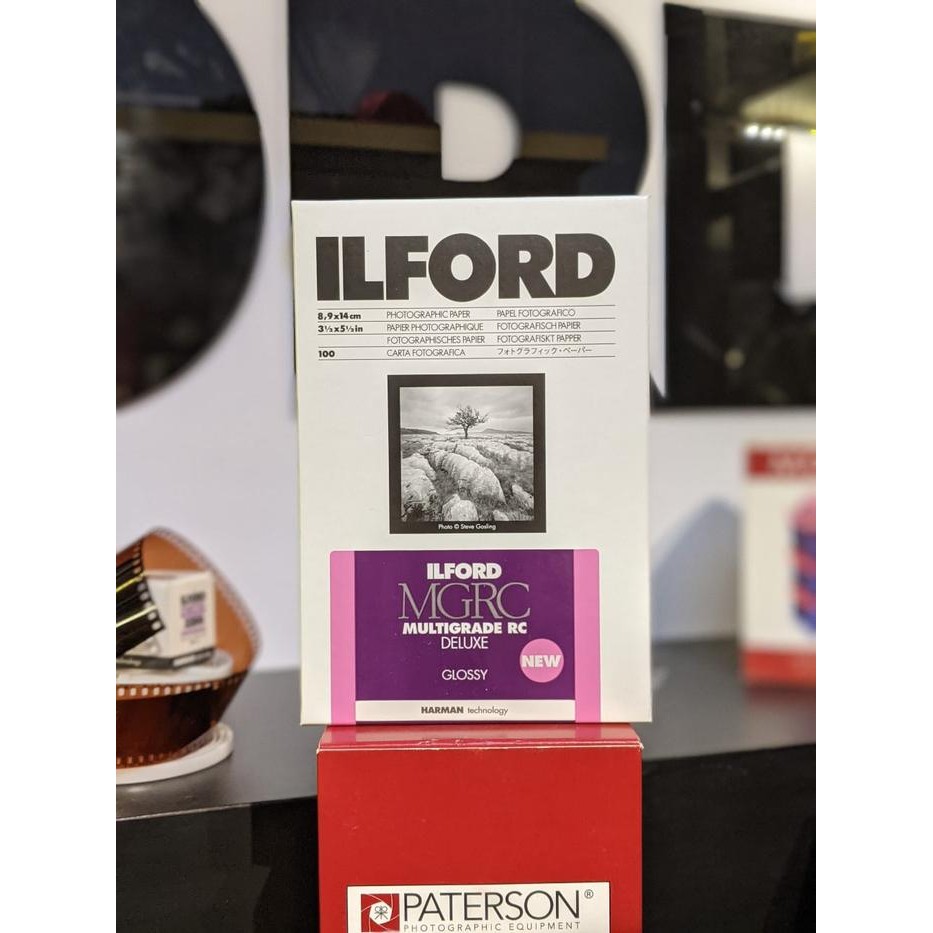 ILFORD
8,9x14cm PHOTOGRAPHIC PAPER PAPEL FOTOGRAFICO
3½x5½in PAPIER PHOTOGRAPHIQUE FOTOGRAFISCH PAPIER
FOTOGRAPHISCHES PAPIER FOTOGRAFISKT PAPPER
100 CARTA FOTOGRAFICA フォトグラフィック・ペーパー
Photo © Steve Gosling
ILFORD
MGRC
MULTIGRADE RC
DELUXE
NEW
GLOSSY
HARMAN technology
PATERSON®
PHOTOGRAPHIC EQUIPMENT